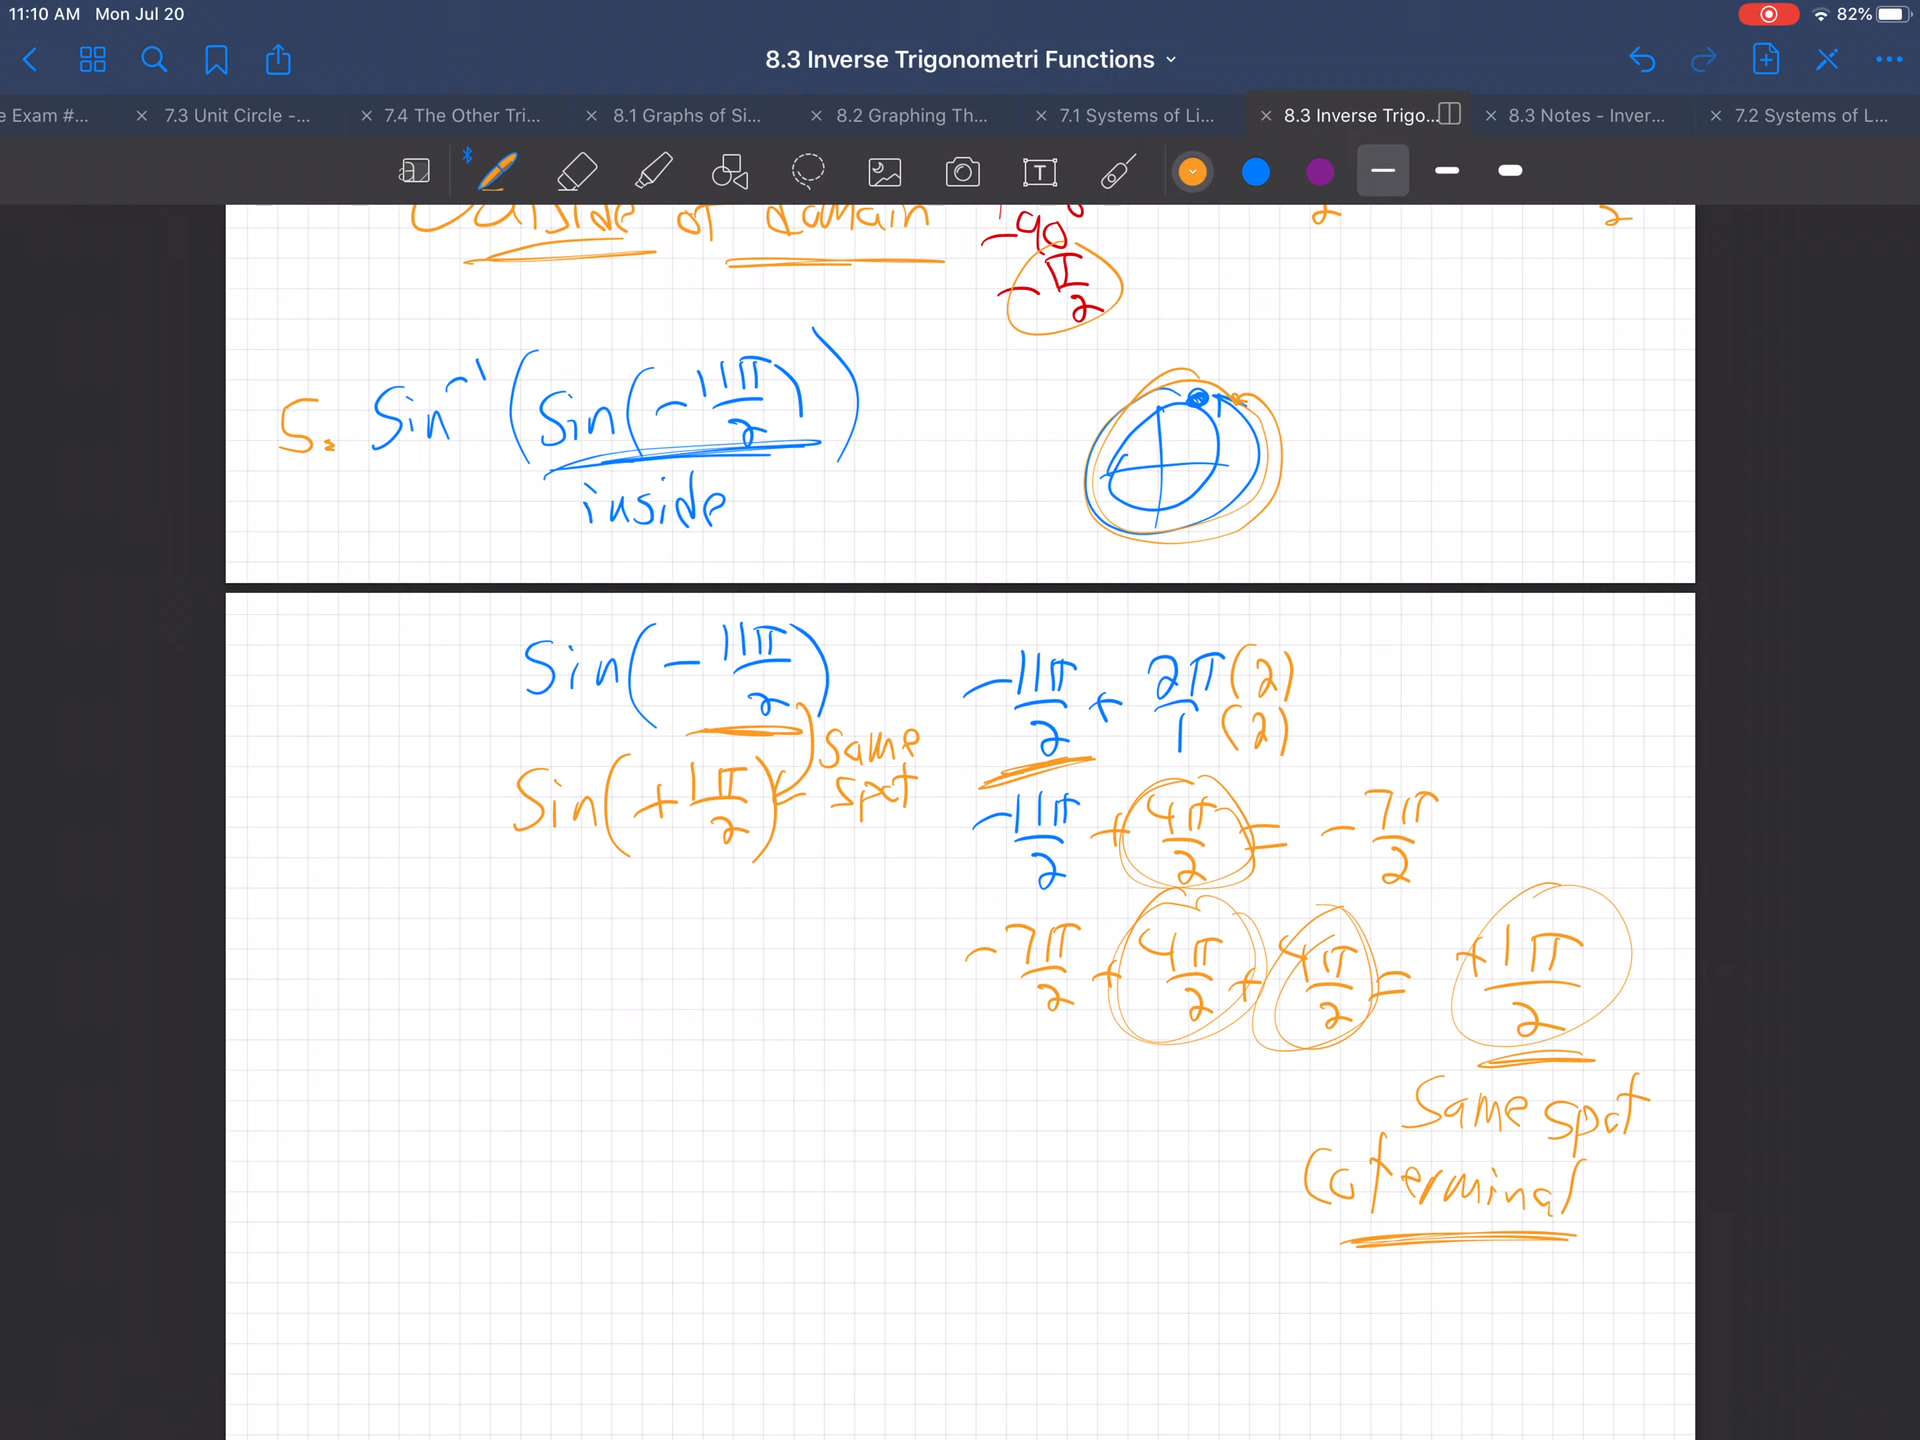 11:10 AM Mon Jul 20 82%
8.3 Inverse Trigonometri Functions
e Exam #... × 7.3 Unit Circle -... × 7.4 The Other Tri... × 8.1 Graphs of Si... × 8.2 Graphing Th... × 7.1 Systems of Li... × 8.3 Inverse Trigo... × 8.3 Notes - Inver... × 7.2 Systems of L...
T
Outside of domain -90° 2 2
- π/2
5. Sin⁻¹(Sin(-11π/2))
inside
Sin(-11π/2) -11π/2 + 2π/1 (2)/(2)
Same spot
Sin(+1π/2) -11π/2 + 4π/2 = -7π/2
-7π/2 + 4π/2 + 4π/2 = +1π/2
Same spot
Coterminal